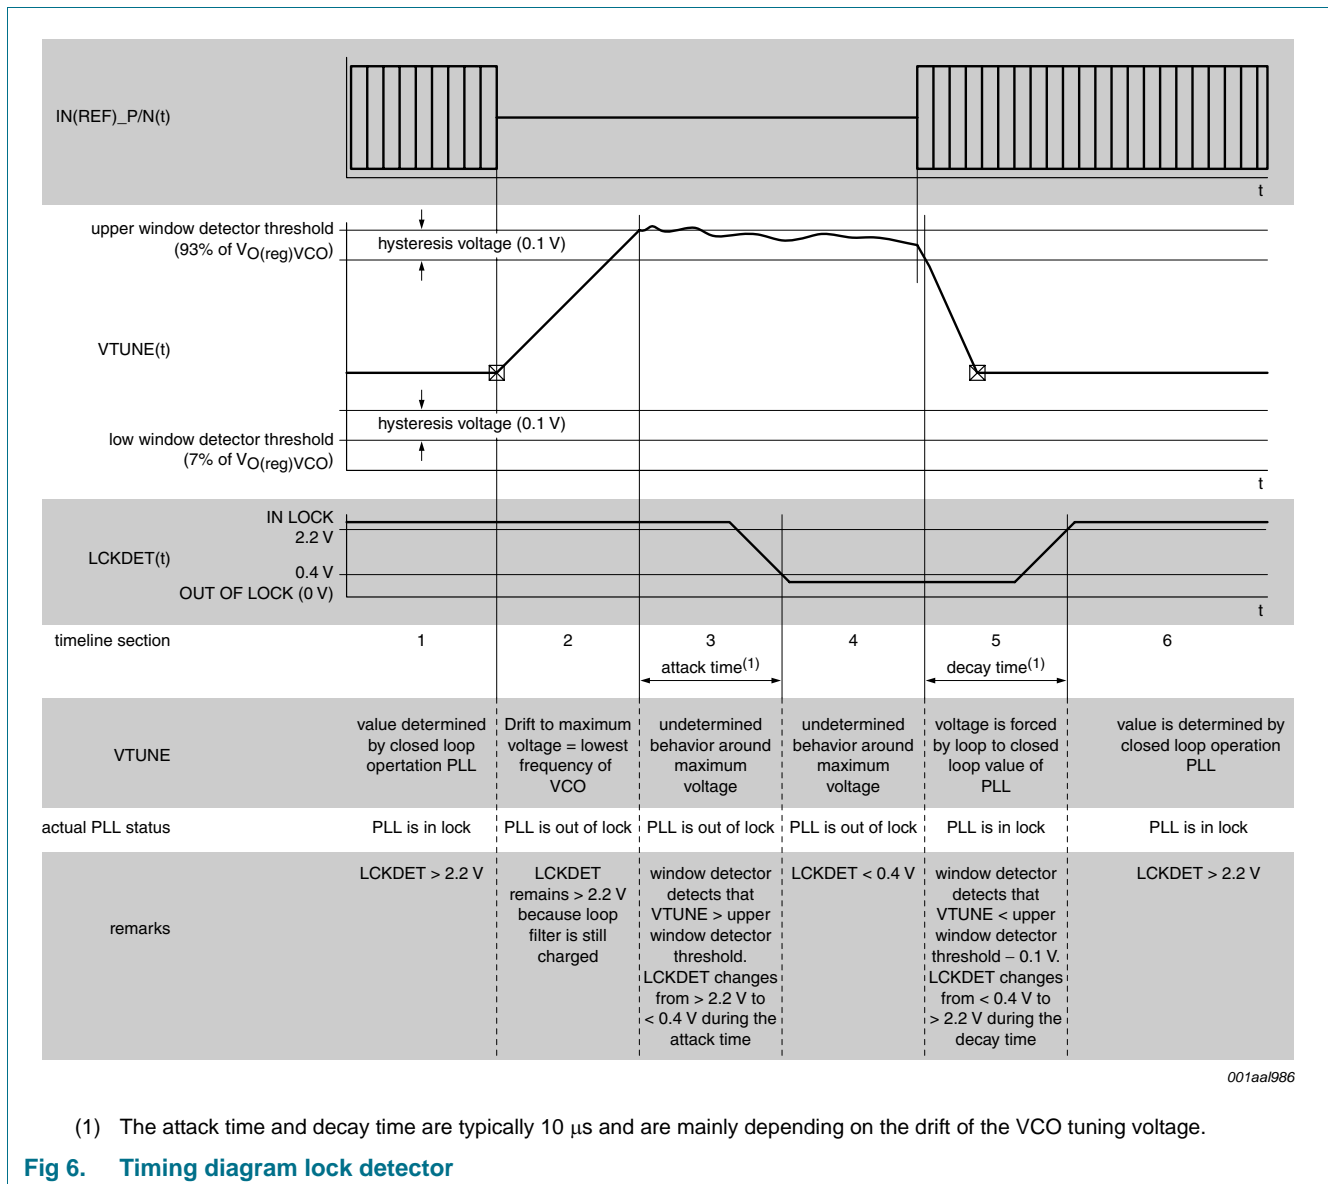 IN(REF)_P/N(t)
t
upper window detector threshold
(93% of VO(reg)VCO)
hysteresis voltage (0.1 V)
VTUNE(t)
hysteresis voltage (0.1 V)
low window detector threshold
(7% of VO(reg)VCO)
t
IN LOCK
2.2 V
LCKDET(t)
0.4 V
OUT OF LOCK (0 V)
t
timeline section 1 2 3 4 5 6
attack time(1) decay time(1)
VTUNE
value determined
by closed loop
opertation PLL
Drift to maximum
voltage = lowest
frequency of
VCO
undetermined
behavior around
maximum
voltage
undetermined
behavior around
maximum
voltage
voltage is forced
by loop to closed
loop value of
PLL
value is determined by
closed loop operation
PLL
actual PLL status PLL is in lock PLL is out of lock PLL is out of lock PLL is out of lock PLL is in lock PLL is in lock
remarks
LCKDET > 2.2 V
LCKDET
remains > 2.2 V
because loop
filter is still
charged
window detector
detects that
VTUNE > upper
window detector
threshold.
LCKDET changes
from > 2.2 V to
< 0.4 V during the
attack time
LCKDET < 0.4 V
window detector
detects that
VTUNE < upper
window detector
threshold − 0.1 V.
LCKDET changes
from < 0.4 V to
> 2.2 V during the
decay time
LCKDET > 2.2 V
001aal986
(1) The attack time and decay time are typically 10 μs and are mainly depending on the drift of the VCO tuning voltage.
Fig 6. Timing diagram lock detector